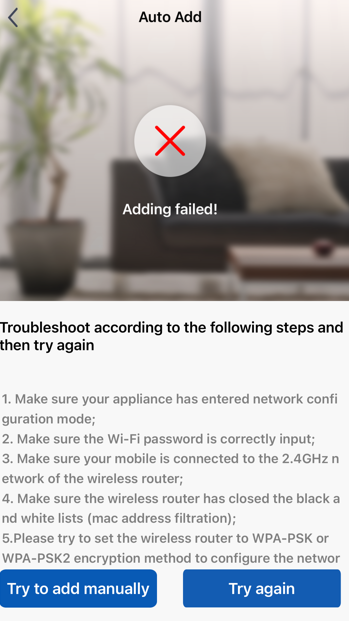 Auto Add
Adding failed!
Troubleshoot according to the following steps and
then try again
1. Make sure your appliance has entered network confi
guration mode;
2. Make sure the Wi-Fi password is correctly input;
3. Make sure your mobile is connected to the 2.4GHz n
etwork of the wireless router;
4. Make sure the wireless router has closed the black a
nd white lists (mac address filtration);
5.Please try to set the wireless router to WPA-PSK or
WPA-PSK2 encryption method to configure the networ
Try to add manually
Try again